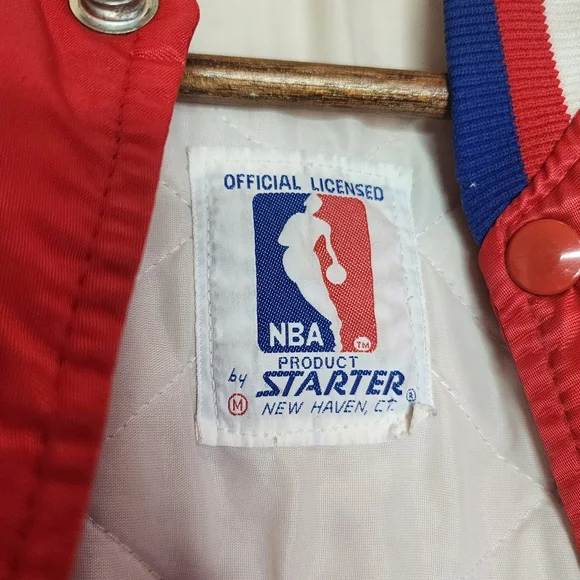 OFFICIAL LICENSED
NBA TM
PRODUCT
by STARTER ®
M NEW HAVEN, CT.